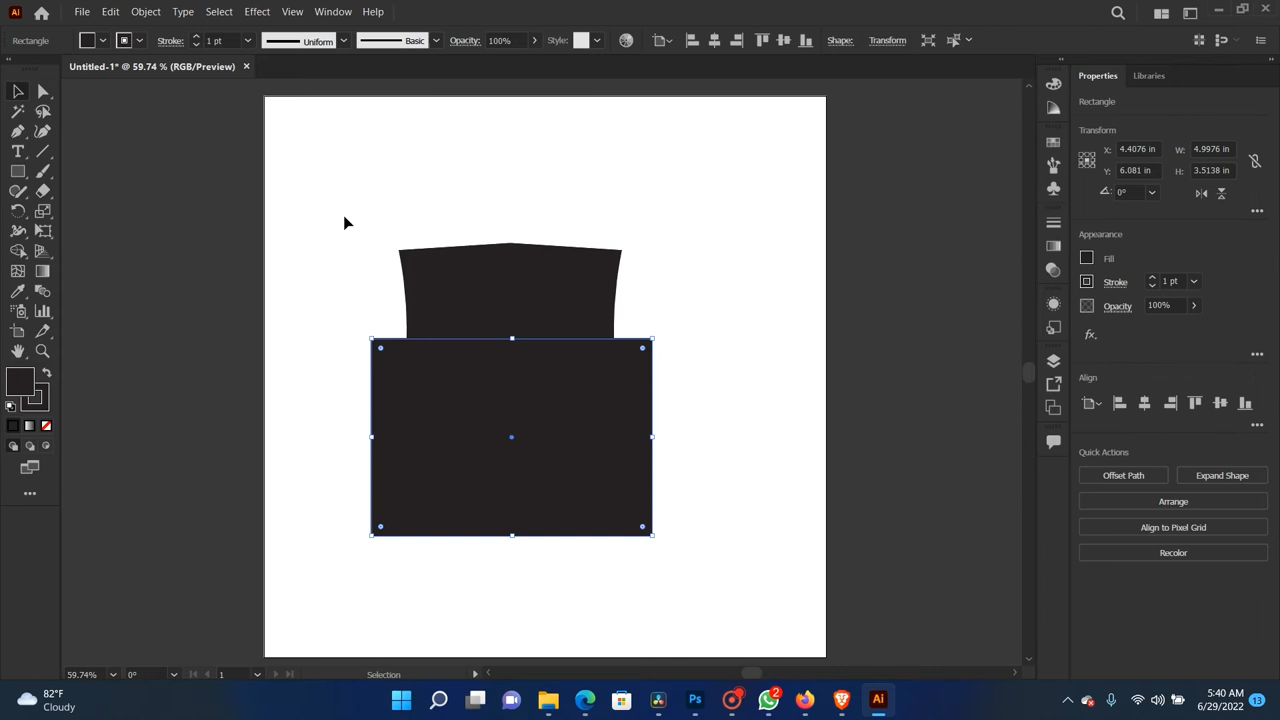 Ai File Edit Object Type Select Effect View Window Help
Rectangle Stroke: 1 pt Uniform Basic Opacity: 100% Style: Shape: Transform
Untitled-1* @ 59.74 % (RGB/Preview) ×
Properties Libraries
Rectangle
Transform
X: 4.4076 in W: 4.9976 in
Y: 6.081 in H: 3.5138 in
0°
Appearance
Fill
Stroke 1 pt
Opacity 100%
fx.
Align
Quick Actions
Offset Path Expand Shape
Arrange
Align to Pixel Grid
Recolor
59.74% 0° 1 Selection
82°F
Cloudy
Ps 2 Ai
5:40 AM
6/29/2022 13